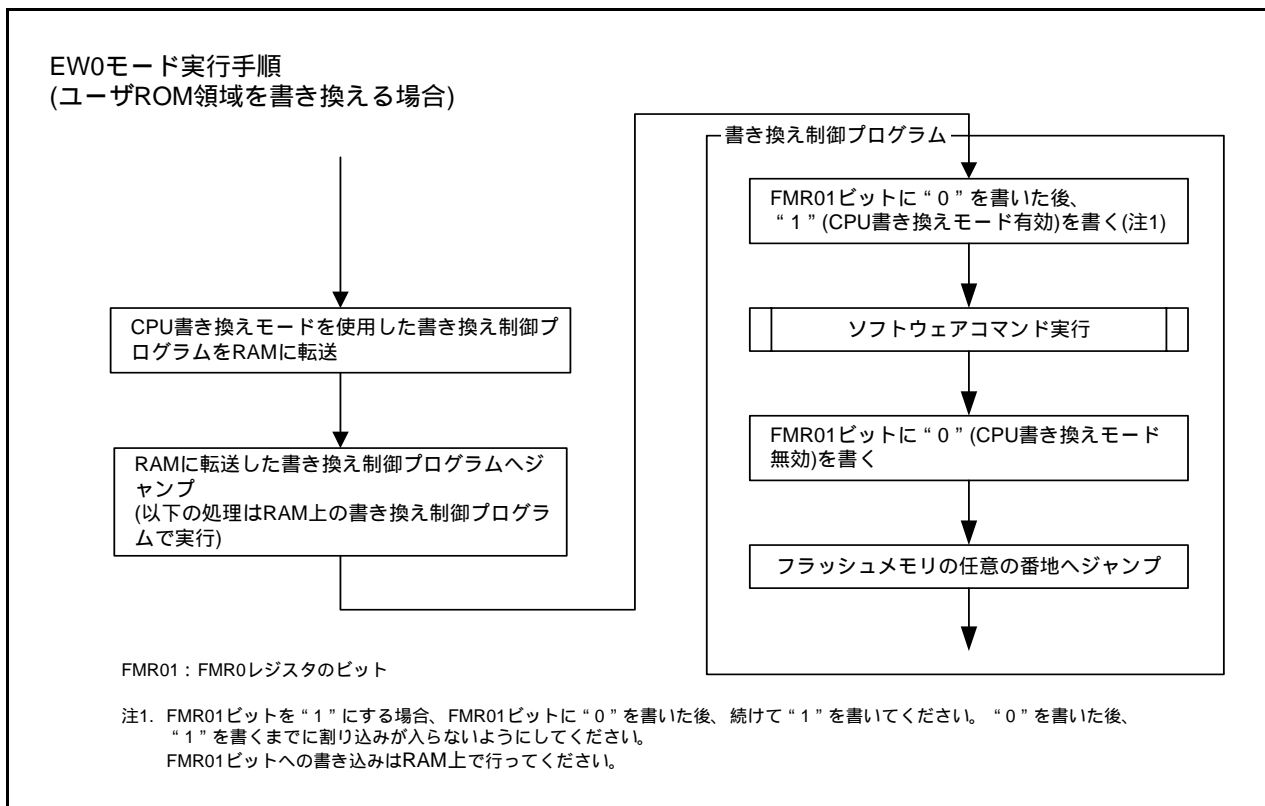 EW0モード実行手順
(ユーザROM領域を書き換える場合)
CPU書き換えモードを使用した書き換え制御プ
ログラムをRAMに転送
RAMに転送した書き換え制御プログラムへジ
ャンプ
(以下の処理はRAM上の書き換え制御プログラ
ムで実行)
書き換え制御プログラム
FMR01ビットに“0”を書いた後、
“1”(CPU書き換えモード有効)を書く(注1)
ソフトウェアコマンド実行
FMR01ビットに“0”(CPU書き換えモード
無効)を書く
フラッシュメモリの任意の番地へジャンプ
FMR01：FMR0レジスタのビット
注1. FMR01ビットを“1”にする場合、FMR01ビットに“0”を書いた後、続けて“1”を書いてください。“0”を書いた後、
“1”を書くまでに割り込みが入らないようにしてください。
FMR01ビットへの書き込みはRAM上で行ってください。